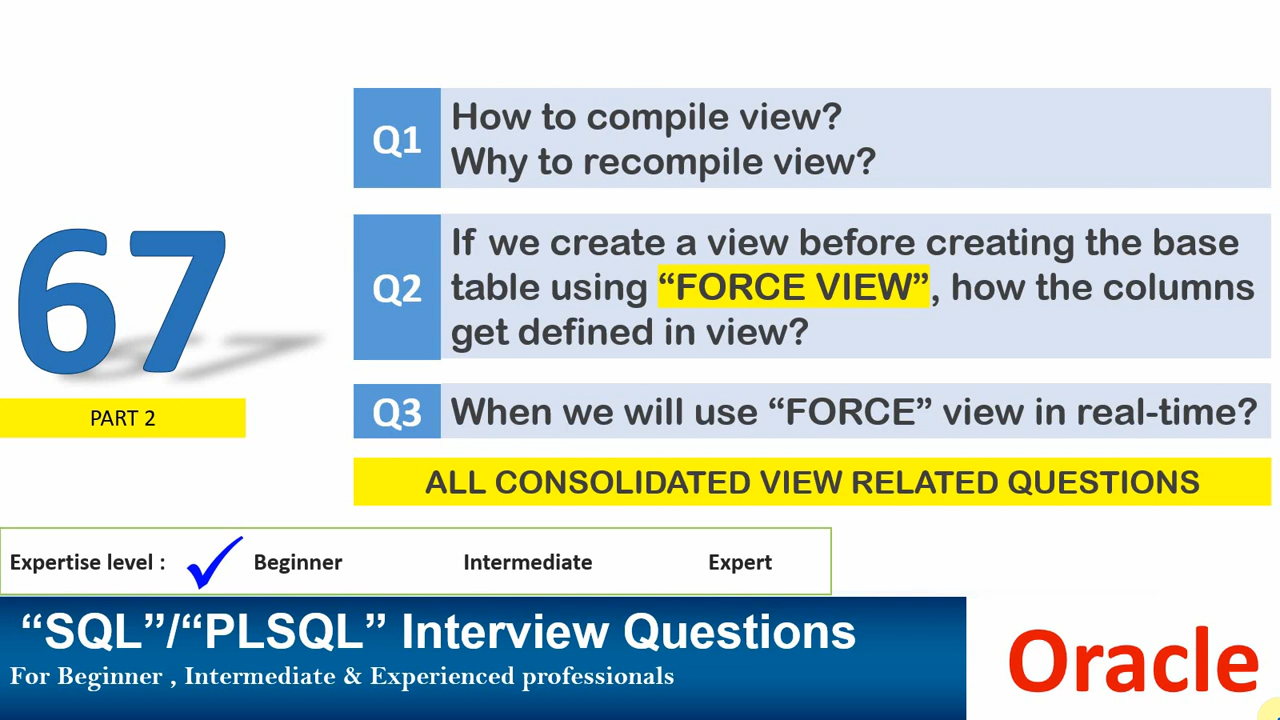 Q1
How to compile view?
Why to recompile view?
67
PART 2
Q2
If we create a view before creating the base
table using “FORCE VIEW”, how the columns
get defined in view?
Q3
When we will use “FORCE” view in real-time?
ALL CONSOLIDATED VIEW RELATED QUESTIONS
Expertise level : Beginner Intermediate Expert
“SQL”/“PLSQL” Interview Questions
For Beginner , Intermediate & Experienced professionals
Oracle